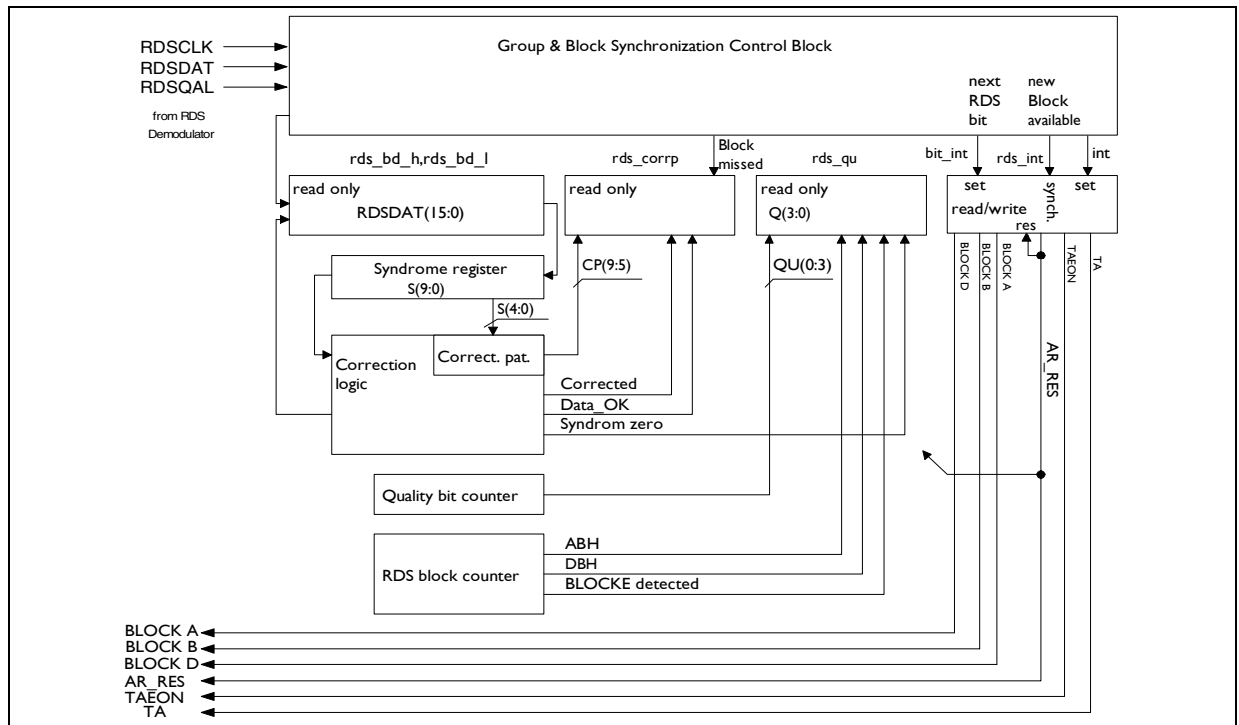 RDSCLK
RDSDAT
RDSQAL
from RDS
Demodulator
Group & Block Synchronization Control Block
next
RDS
bit
new
Block
available
bit_int
rds_int
int
Block
missed
rds_bd_h,rds_bd_l
rds_corrp
rds_qu
read only
RDSDAT(15:0)
read only
read only
Q(3:0)
set
synch.
set
read/write
res
BLOCK D
BLOCK B
BLOCK A
TAEON
TA
AR_RES
Syndrome register
S(9:0)
S(4:0)
CP(9:5)
QU(0:3)
Correction
logic
Correct. pat.
Corrected
Data_OK
Syndrom zero
Quality bit counter
RDS block counter
ABH
DBH
BLOCKE detected
BLOCK A
BLOCK B
BLOCK D
AR_RES
TAEON
TA